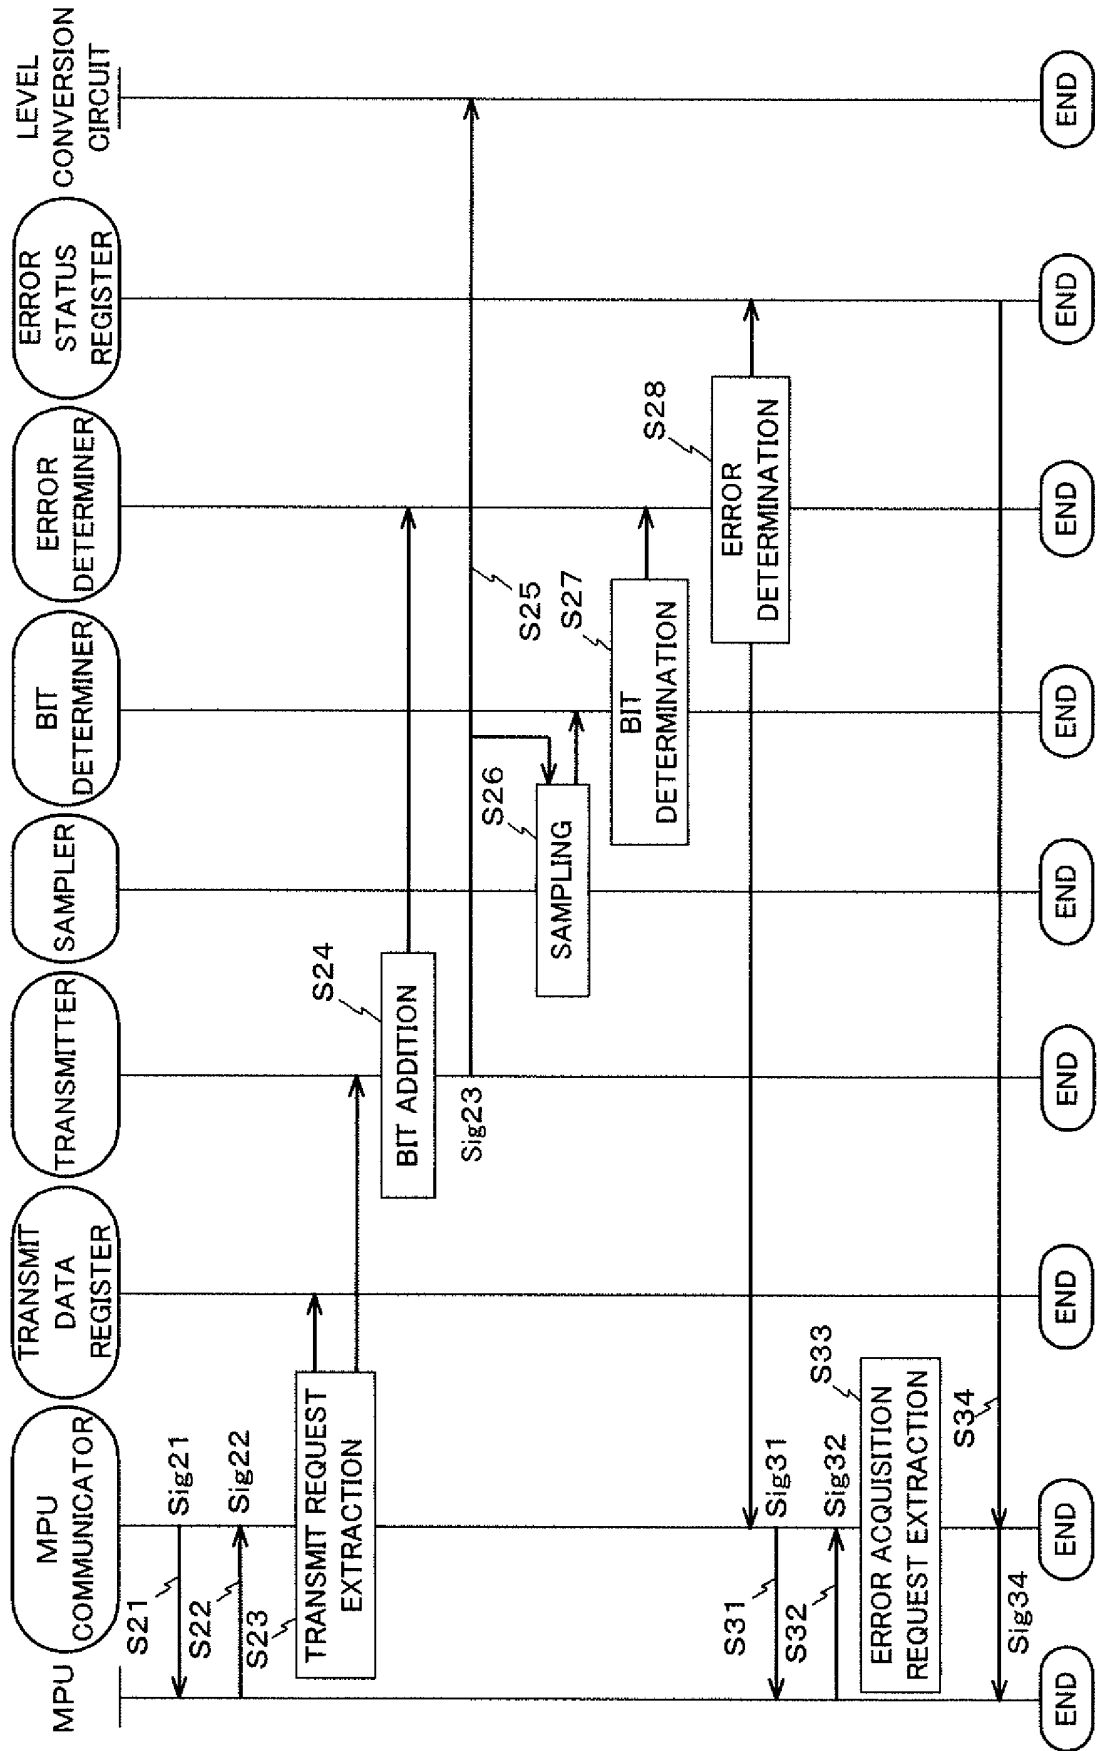 MPU
MPU
COMMUNICATOR
TRANSMIT
DATA
REGISTER
TRANSMITTER
SAMPLER
BIT
DETERMINER
ERROR
DETERMINER
ERROR
STATUS
REGISTER
LEVEL
CONVERSION
CIRCUIT
S21
Sig21
S22
Sig22
S23
TRANSMIT REQUEST
EXTRACTION
S24
BIT ADDITION
Sig23
S25
S26
SAMPLING
S27
BIT
DETERMINATION
S28
ERROR
DETERMINATION
S31
Sig31
S32
Sig32
S33
ERROR ACQUISITION
REQUEST EXTRACTION
S34
Sig34
END
END
END
END
END
END
END
END
END